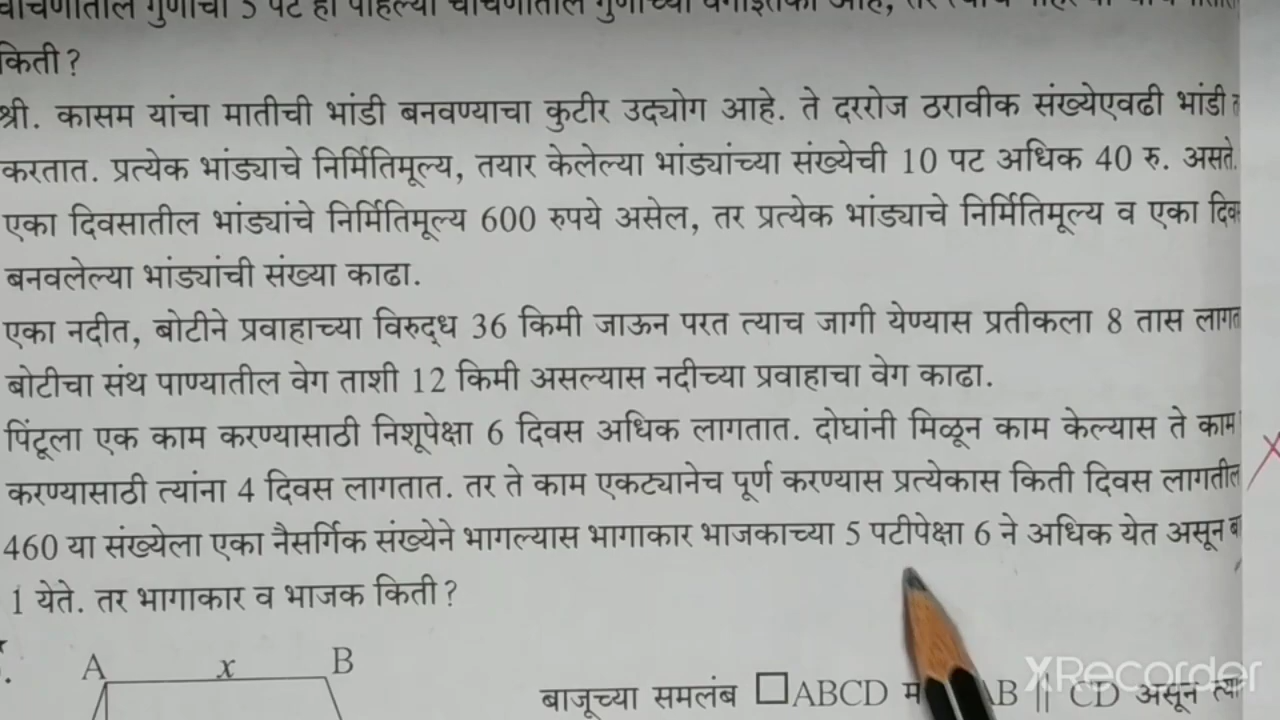 किती?
श्री. कासम यांचा मातीची भांडी बनवण्याचा कुटीर उद्योग आहे. ते दररोज ठरावीक संख्येएवढी भांडी
करतात. प्रत्येक भांड्याचे निर्मितिमूल्य, तयार केलेल्या भांड्यांच्या संख्येची 10 पट अधिक 40 रु. असते.
एका दिवसातील भांड्यांचे निर्मितिमूल्य 600 रुपये असेल, तर प्रत्येक भांड्याचे निर्मितिमूल्य व एका
बनवलेल्या भांड्यांची संख्या काढा.
एका नदीत, बोटीने प्रवाहाच्या विरुद्ध 36 किमी जाऊन परत त्याच जागी येण्यास प्रतीकला 8 तास
बोटीचा संथ पाण्यातील वेग ताशी 12 किमी असल्यास नदीच्या प्रवाहाचा वेग काढा.
पिंटूला एक काम करण्यासाठी निशूपेक्षा 6 दिवस अधिक लागतात. दोघांनी मिळून काम केल्यास ते काम
करण्यासाठी त्यांना 4 दिवस लागतात. तर ते काम एकट्यानेच पूर्ण करण्यास प्रत्येकास किती दिवस लागतील
460 या संख्येला एका नैसर्गिक संख्येने भागल्यास भागाकार भाजकाच्या 5 पटीपेक्षा 6 ने अधिक येत असून
1 येते. तर भागाकार व भाजक किती?
A x B
बाजूच्या समलंब □ABCD AB || CD असून
XRecorder